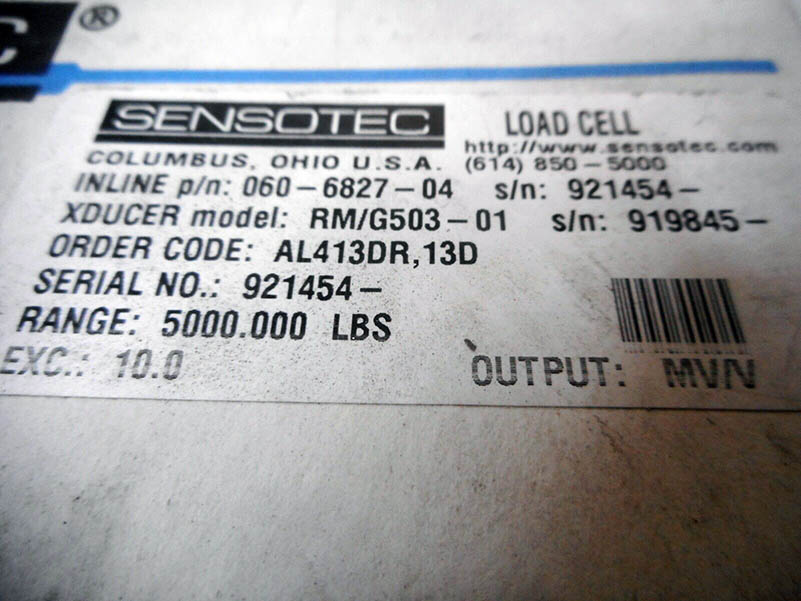 C®
SENSOTEC LOAD CELL
http://www.sensotec.com
COLUMBUS, OHIO U.S.A. (614) 850-5000
INLINE p/n: 060-6827-04 s/n: 921454-
XDUCER model: RM/G503-01 s/n: 919845-
ORDER CODE: AL413DR,13D
SERIAL NO.: 921454-
RANGE: 5000.000 LBS
EXC.: 10.0 OUTPUT: MV/V